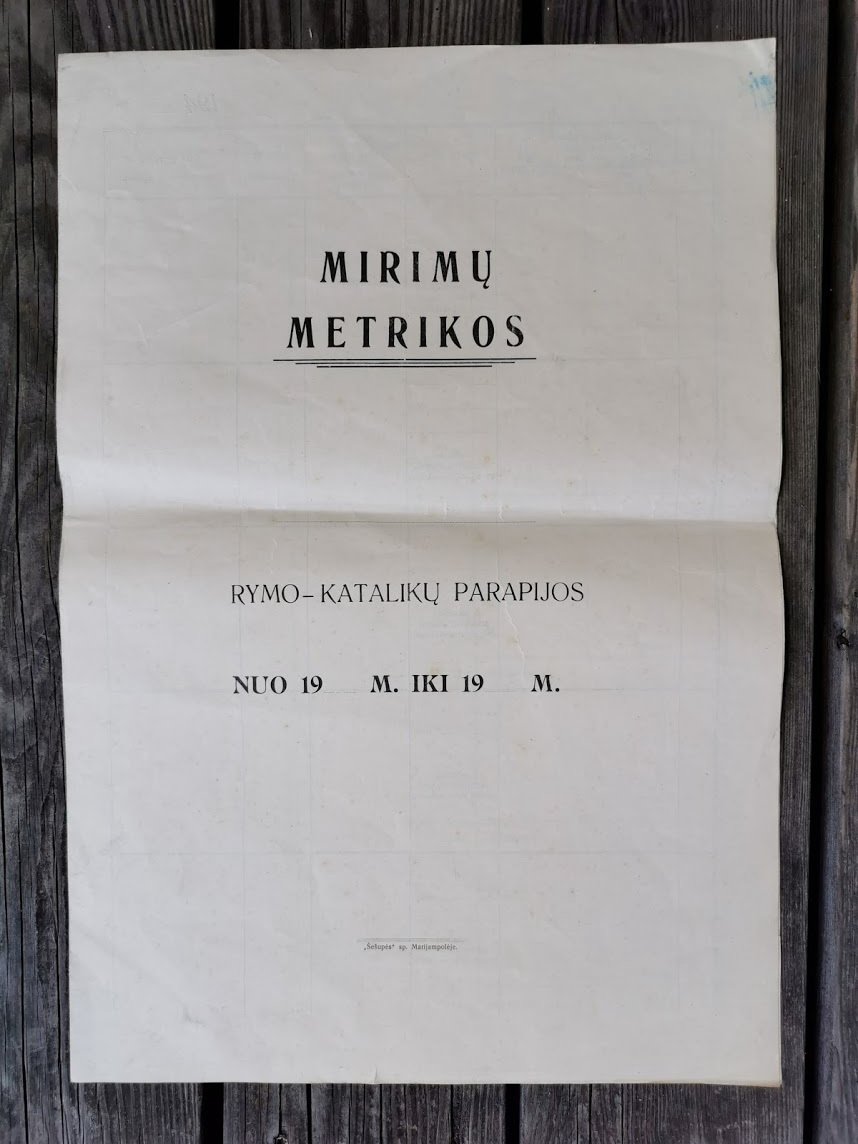 MIRIMŲ
METRIKOS
RYMO-KATALIKŲ PARAPIJOS
NUO 19 M. IKI 19 M.
„Šešupės“ sp. Marijampolėje.